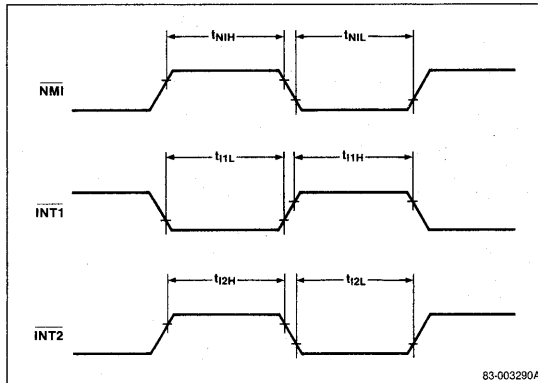 tNIH tNIL
NMI
tI1L tI1H
INT1
tI2H tI2L
INT2
83-003290A